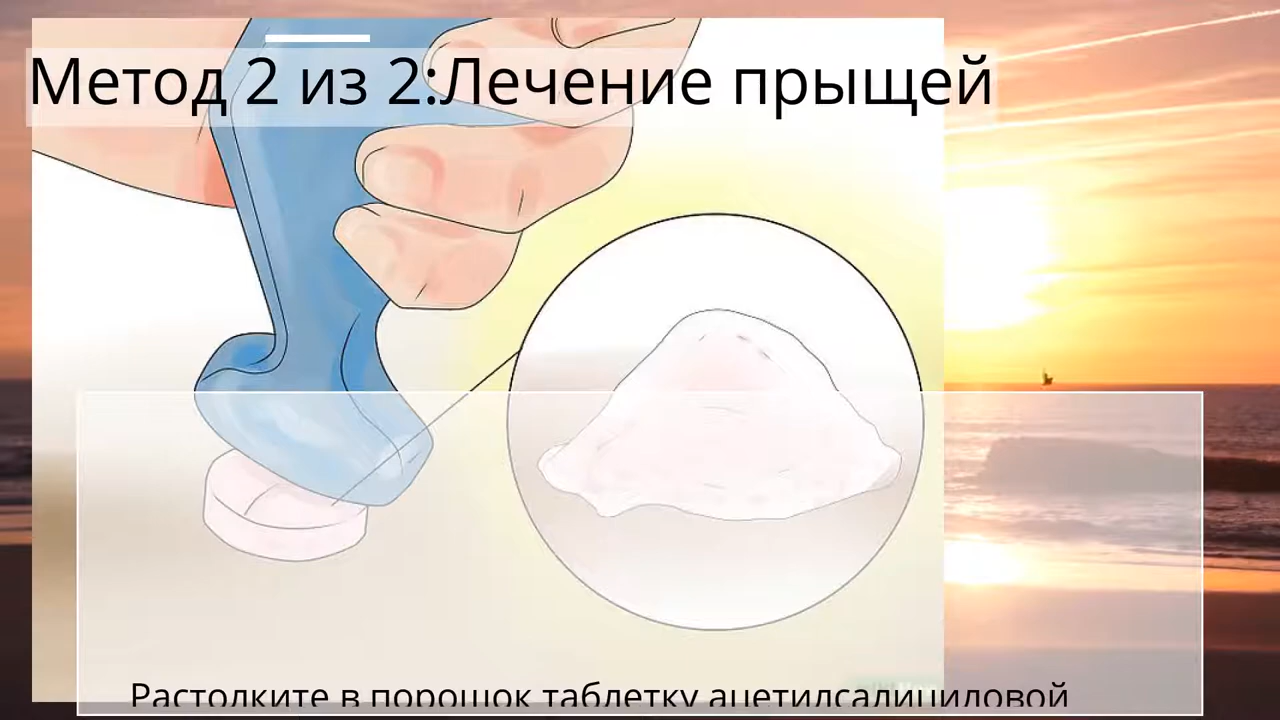 Метод 2 из 2:Лечение прыщей
Растолките в порошок таблетку ацетилсалициловой